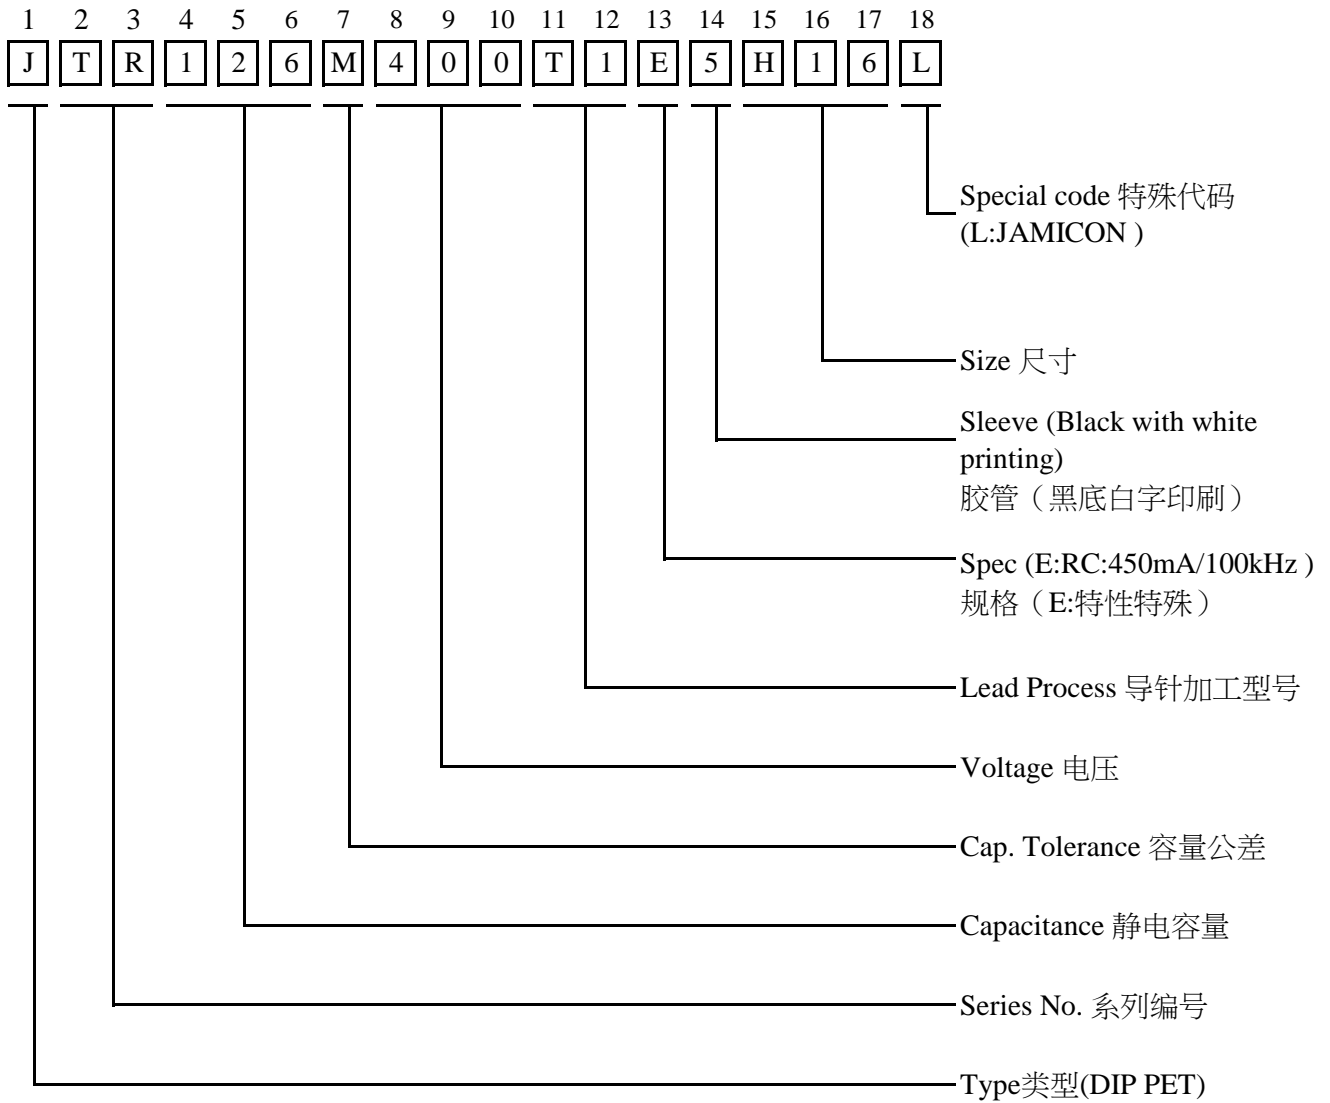 1 2 3 4 5 6 7 8 9 10 11 12 13 14 15 16 17 18
J T R 1 2 6 M 4 0 0 T 1 E 5 H 1 6 L
Special code 特殊代码
(L:JAMICON )
Size 尺寸
Sleeve (Black with white
printing)
胶管（黑底白字印刷）
Spec (E:RC:450mA/100kHz )
规格（E:特性特殊）
Lead Process 导针加工型号
Voltage 电压
Cap. Tolerance 容量公差
Capacitance 静电容量
Series No. 系列编号
Type类型(DIP PET)